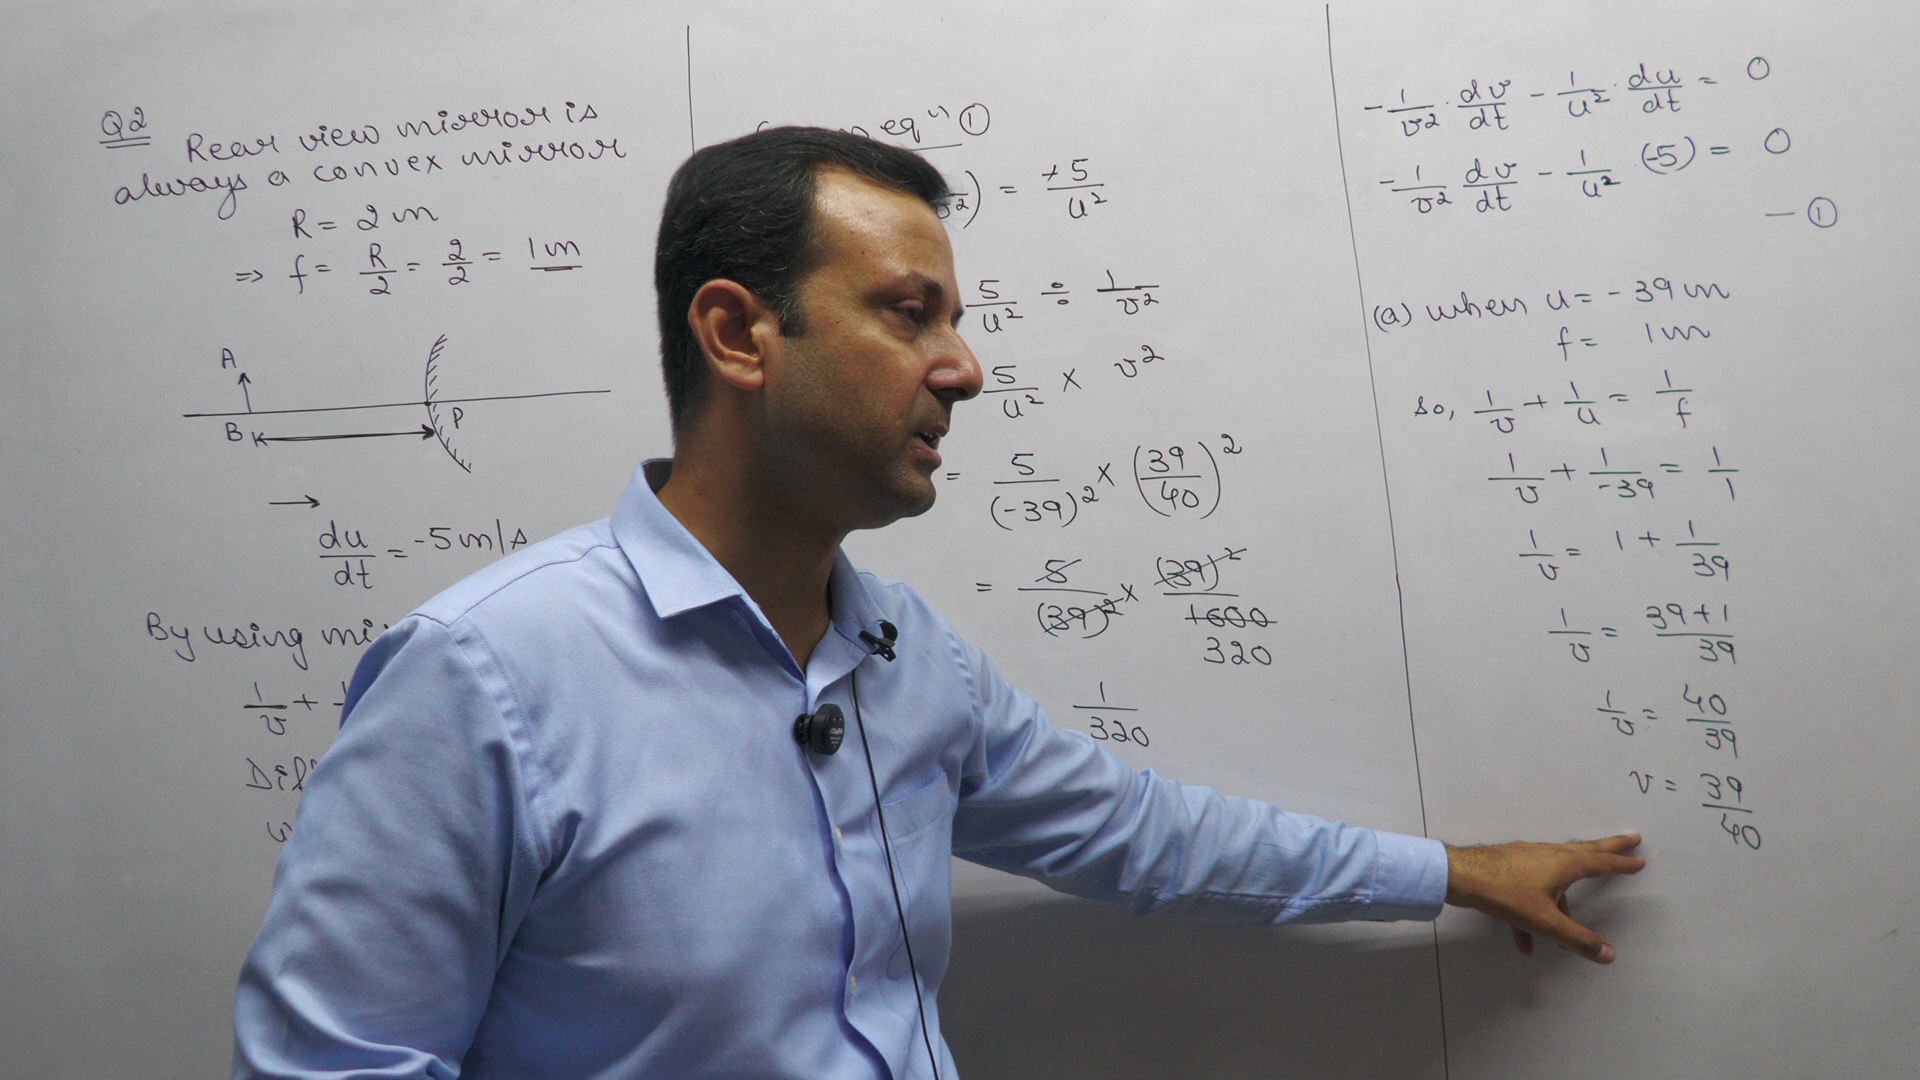 Q2 Rear view mirror is
always a convex mirror
R = 2 m
⇒ f = R/2 = 2/2 = 1 m
A
B
P
→
du/dt = -5 m/s
By using
1/v +
eqⁿ ①
v²) = +5/u²
5/u² ÷ 1/v²
5/u² × v²
= 5/(-39)² × (39/40)²
= 5/(39)² × (39)²/1600
320
1/320
-1/v² · dv/dt - 1/u² · du/dt = 0
-1/v² dv/dt - 1/u² (-5) = 0
— ①
(a) when u = - 39 m
f = 1 m
so, 1/v + 1/u = 1/f
1/v + 1/-39 = 1/1
1/v = 1 + 1/39
1/v = 39+1/39
1/v = 40/39
v = 39/40